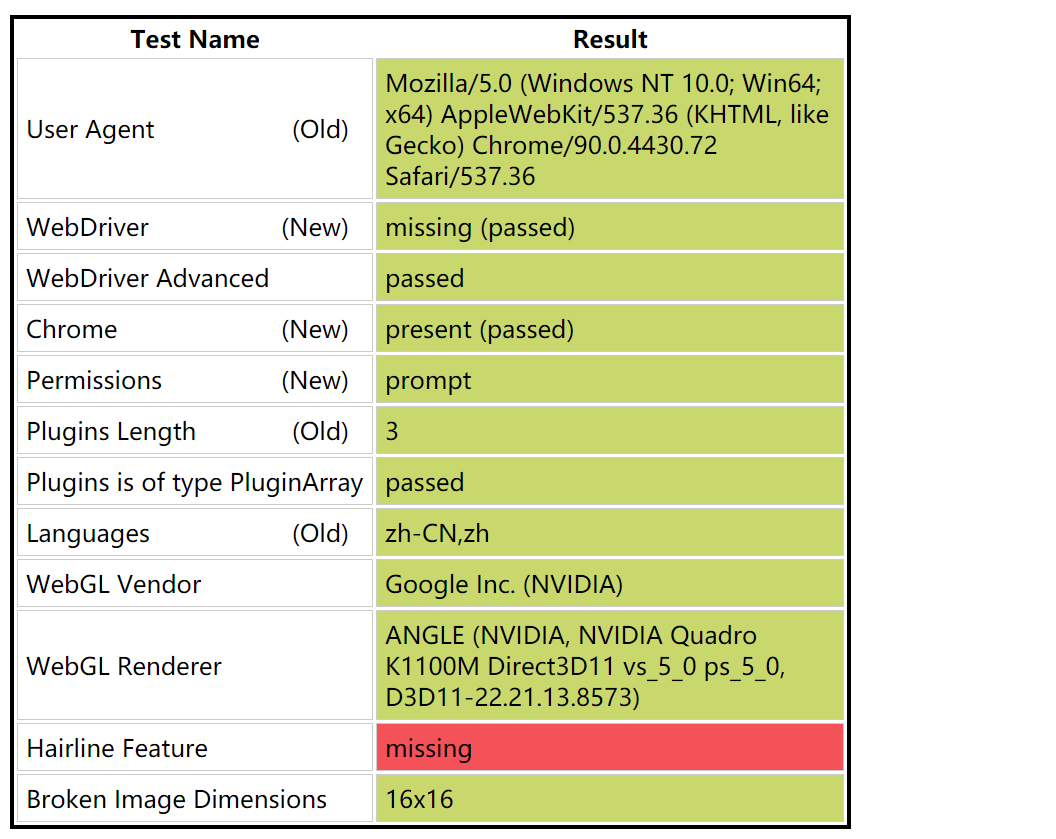 Test Name Result
User Agent (Old) Mozilla/5.0 (Windows NT 10.0; Win64;
x64) AppleWebKit/537.36 (KHTML, like
Gecko) Chrome/90.0.4430.72
Safari/537.36
WebDriver (New) missing (passed)
WebDriver Advanced passed
Chrome (New) present (passed)
Permissions (New) prompt
Plugins Length (Old) 3
Plugins is of type PluginArray passed
Languages (Old) zh-CN,zh
WebGL Vendor Google Inc. (NVIDIA)
WebGL Renderer ANGLE (NVIDIA, NVIDIA Quadro
K1100M Direct3D11 vs_5_0 ps_5_0,
D3D11-22.21.13.8573)
Hairline Feature missing
Broken Image Dimensions 16x16